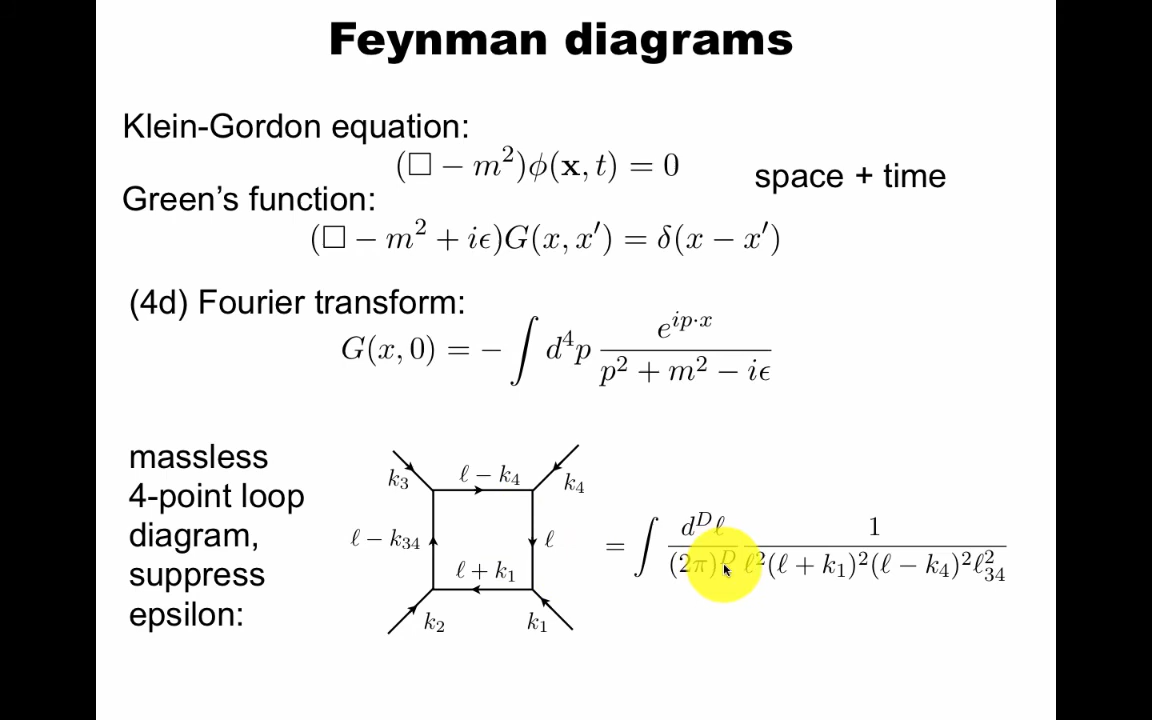 Feynman diagrams
Klein-Gordon equation:
(□ − m²)ϕ(𝐱, t) = 0
space + time
Green's function:
(□ − m² + iϵ)G(x, x′) = δ(x − x′)
(4d) Fourier transform:
G(x, 0) = − ∫ d⁴p e^{ip·x} / (p² + m² − iϵ)
massless
4-point loop
diagram,
suppress
epsilon:
k₃
ℓ − k₄
k₄
ℓ − k₃₄
ℓ
ℓ + k₁
k₂
k₁
= ∫ d^Dℓ / (2π)^D 1 / (ℓ²(ℓ + k₁)²(ℓ − k₄)²ℓ²₃₄)